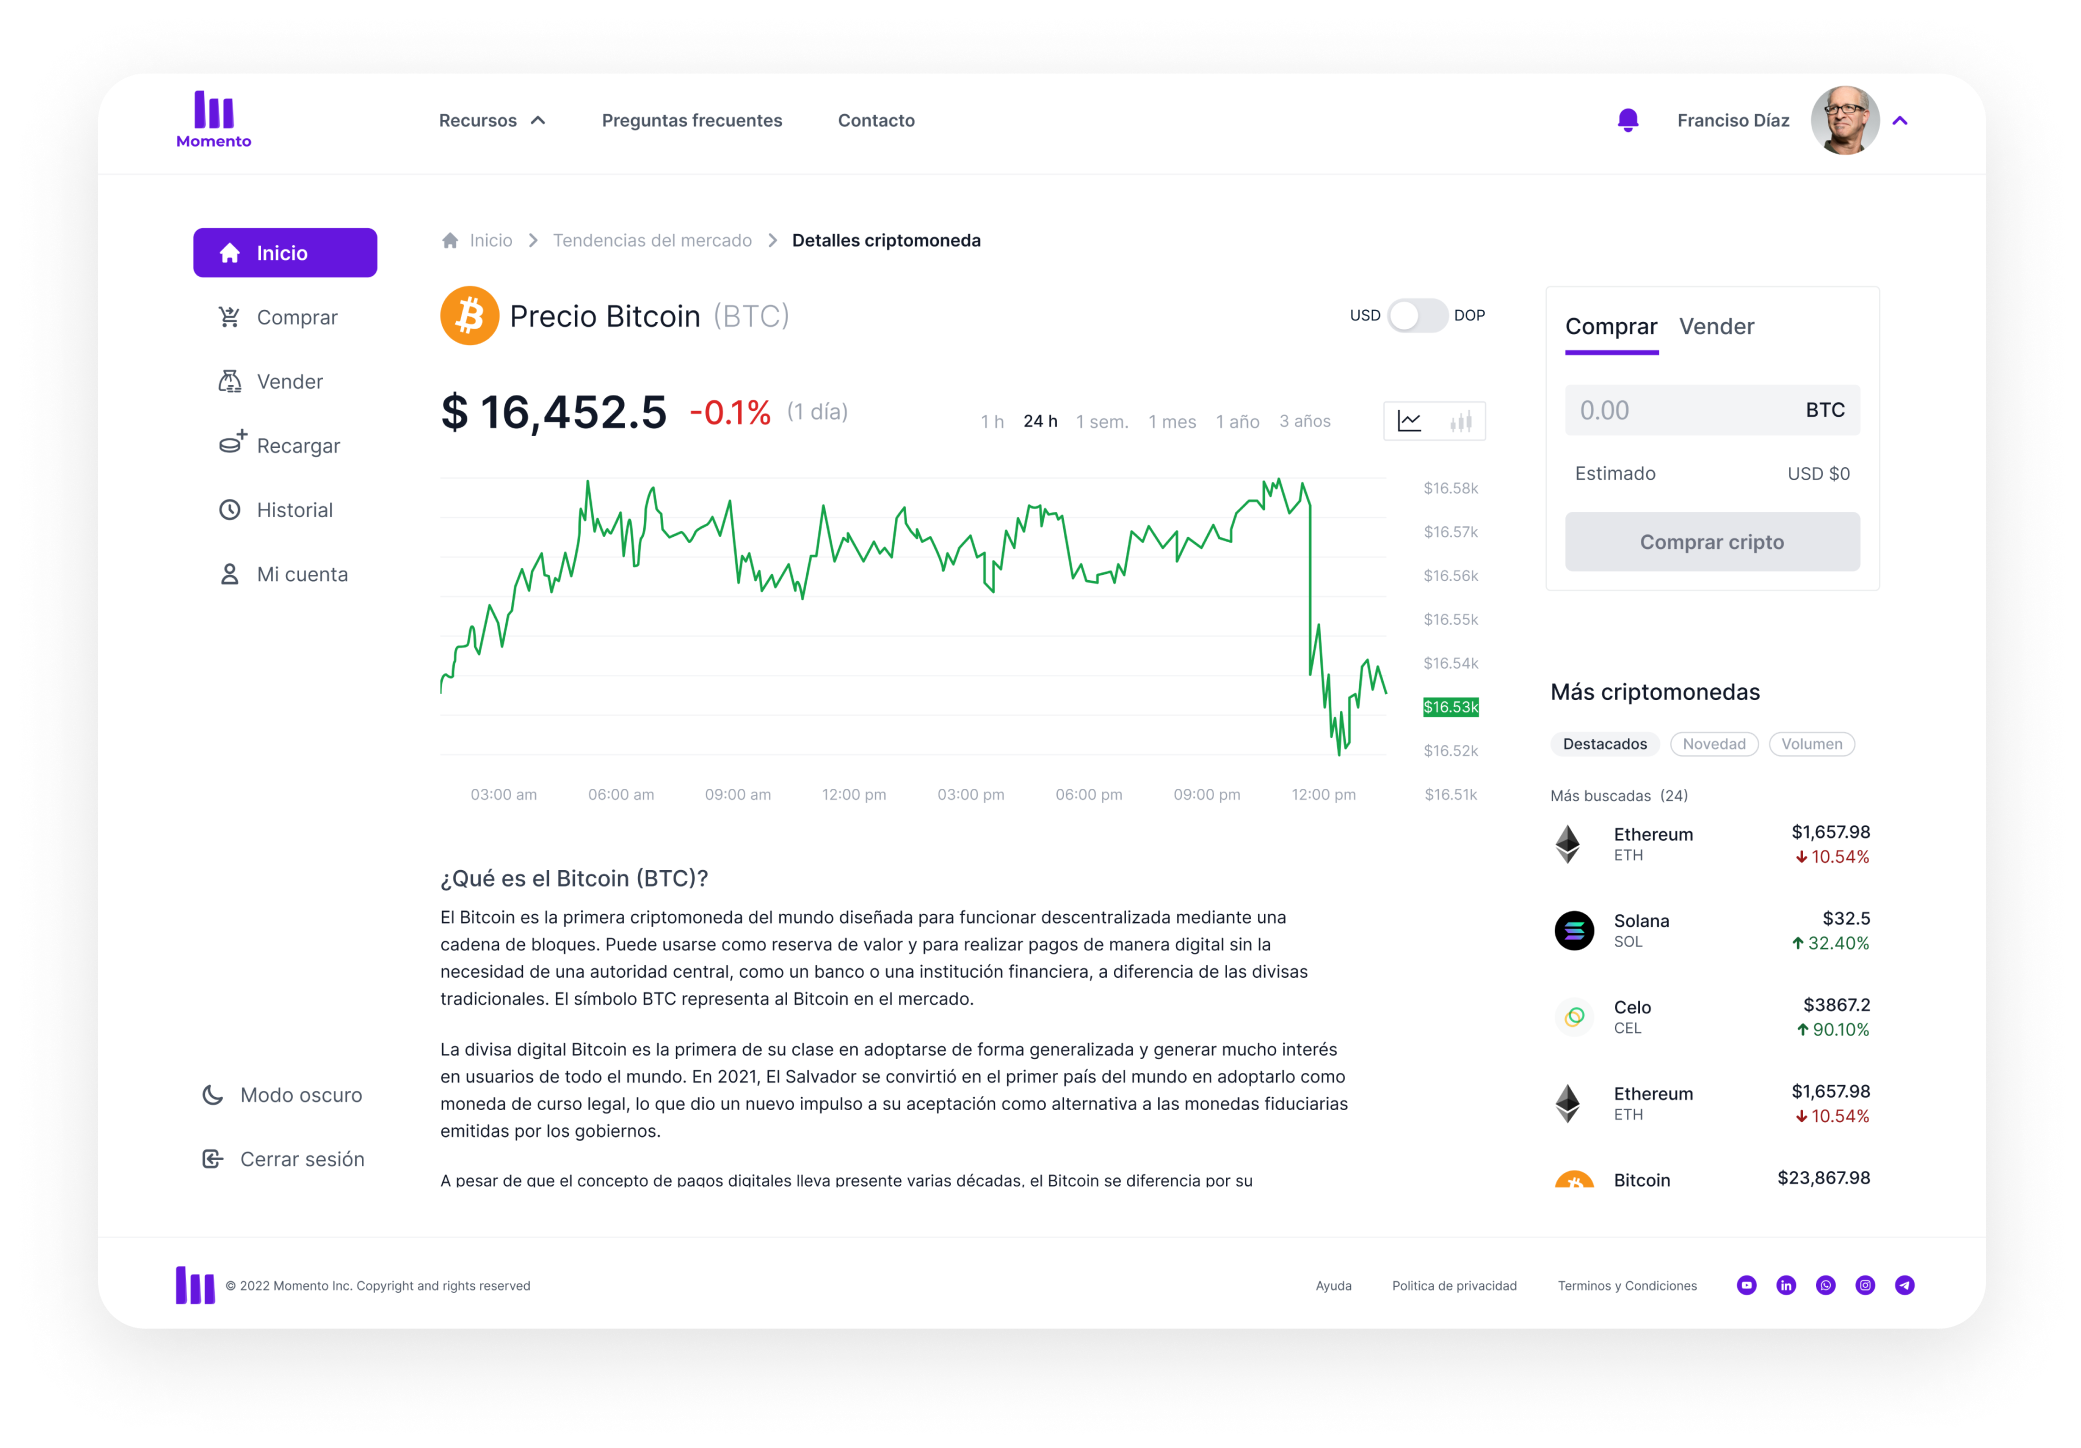 Momento
Recursos
Preguntas frecuentes
Contacto
Franciso Díaz
Inicio
Comprar
Vender
Recargar
Historial
Mi cuenta
Modo oscuro
Cerrar sesión
Inicio > Tendencias del mercado > Detalles criptomoneda
Precio Bitcoin (BTC)
USD DOP
$ 16,452.5 -0.1% (1 día)
1 h 24 h 1 sem. 1 mes 1 año 3 años
$16.58k
$16.57k
$16.56k
$16.55k
$16.54k
$16.53k
$16.52k
$16.51k
03:00 am 06:00 am 09:00 am 12:00 pm 03:00 pm 06:00 pm 09:00 pm 12:00 pm
¿Qué es el Bitcoin (BTC)?
El Bitcoin es la primera criptomoneda del mundo diseñada para funcionar descentralizada mediante una
cadena de bloques. Puede usarse como reserva de valor y para realizar pagos de manera digital sin la
necesidad de una autoridad central, como un banco o una institución financiera, a diferencia de las divisas
tradicionales. El símbolo BTC representa al Bitcoin en el mercado.
La divisa digital Bitcoin es la primera de su clase en adoptarse de forma generalizada y generar mucho interés
en usuarios de todo el mundo. En 2021, El Salvador se convirtió en el primer país del mundo en adoptarlo como
moneda de curso legal, lo que dio un nuevo impulso a su aceptación como alternativa a las monedas fiduciarias
emitidas por los gobiernos.
A pesar de que el concepto de pagos digitales lleva presente varias décadas, el Bitcoin se diferencia por su
Comprar Vender
0.00 BTC
Estimado USD $0
Comprar cripto
Más criptomonedas
Destacados Novedad Volumen
Más buscadas (24)
Ethereum $1,657.98
ETH 10.54%
Solana $32.5
SOL 32.40%
Celo $3867.2
CEL 90.10%
Ethereum $1,657.98
ETH 10.54%
Bitcoin $23,867.98
© 2022 Momento Inc. Copyright and rights reserved
Ayuda
Politica de privacidad
Terminos y Condiciones